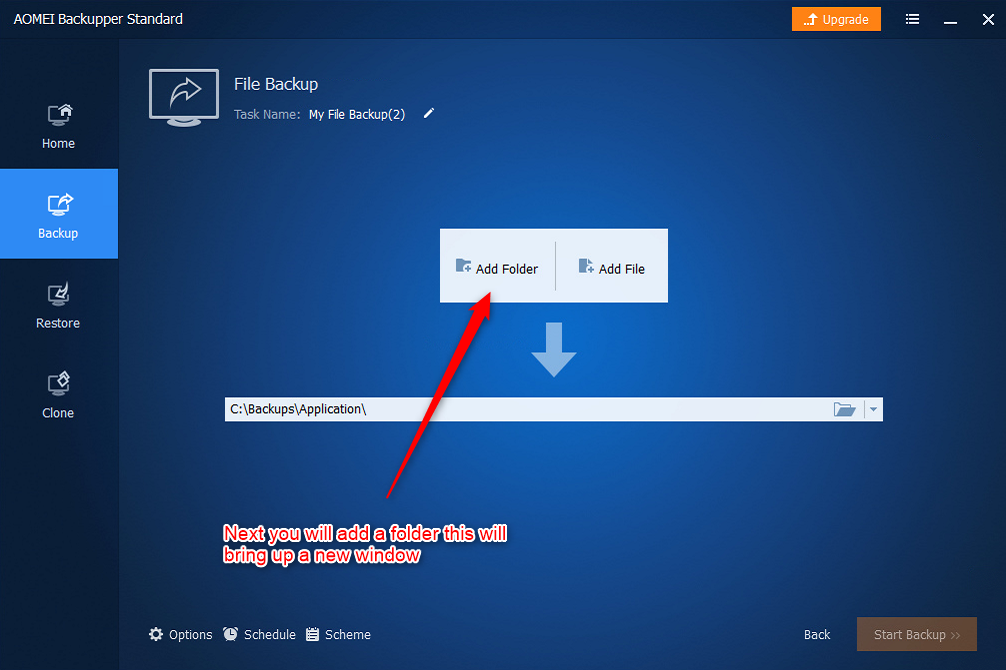 AOMEI Backupper Standard
Upgrade
File Backup
Task Name: My File Backup(2)
Home
Backup
Restore
Clone
Add Folder
Add File
C:\Backups\Application\
Next you will add a folder this will
bring up a new window
Options
Schedule
Scheme
Back
Start Backup >>